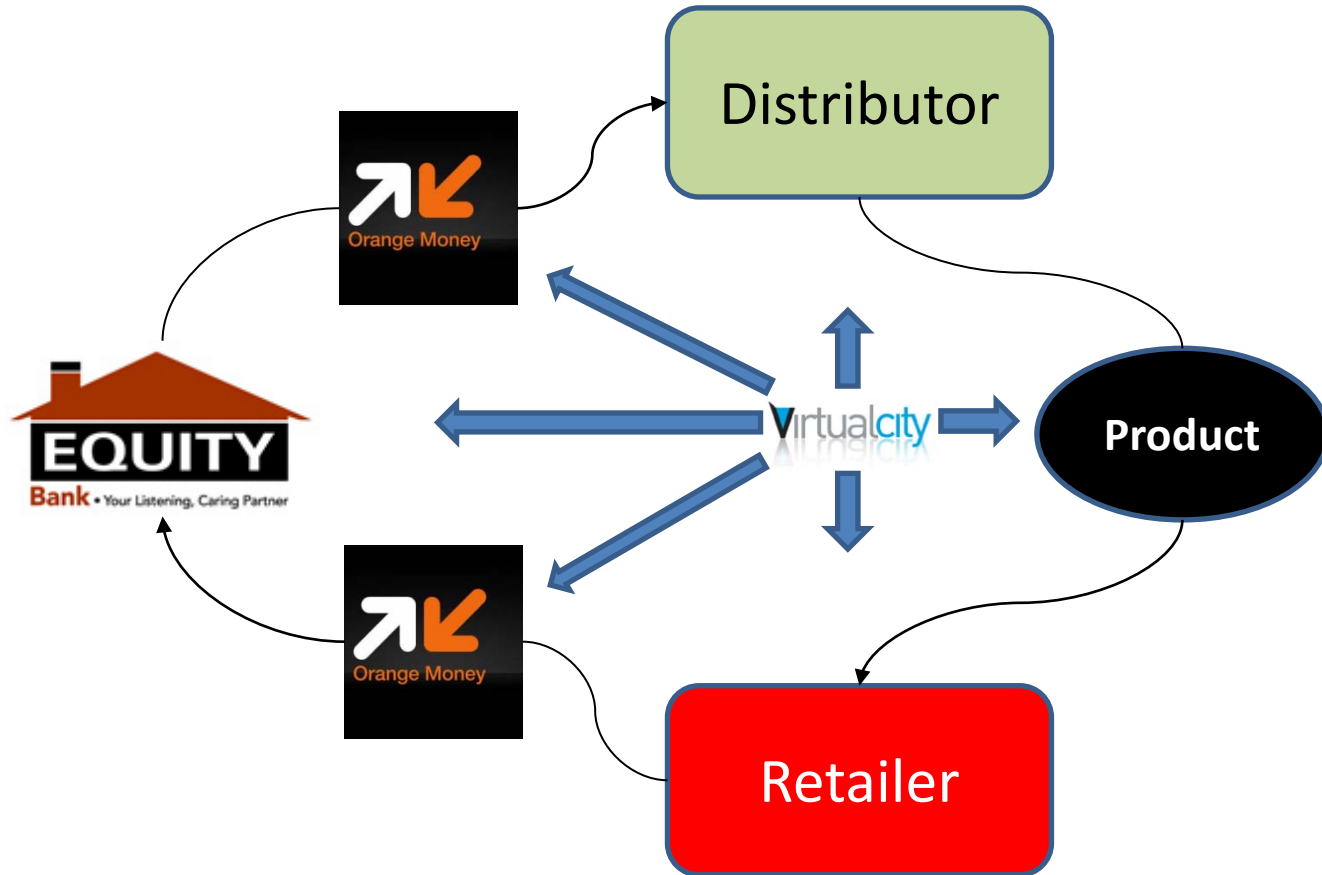 Distributor
Orange Money
Virtualcity
EQUITY
Bank • Your Listening, Caring Partner
Product
Orange Money
Retailer